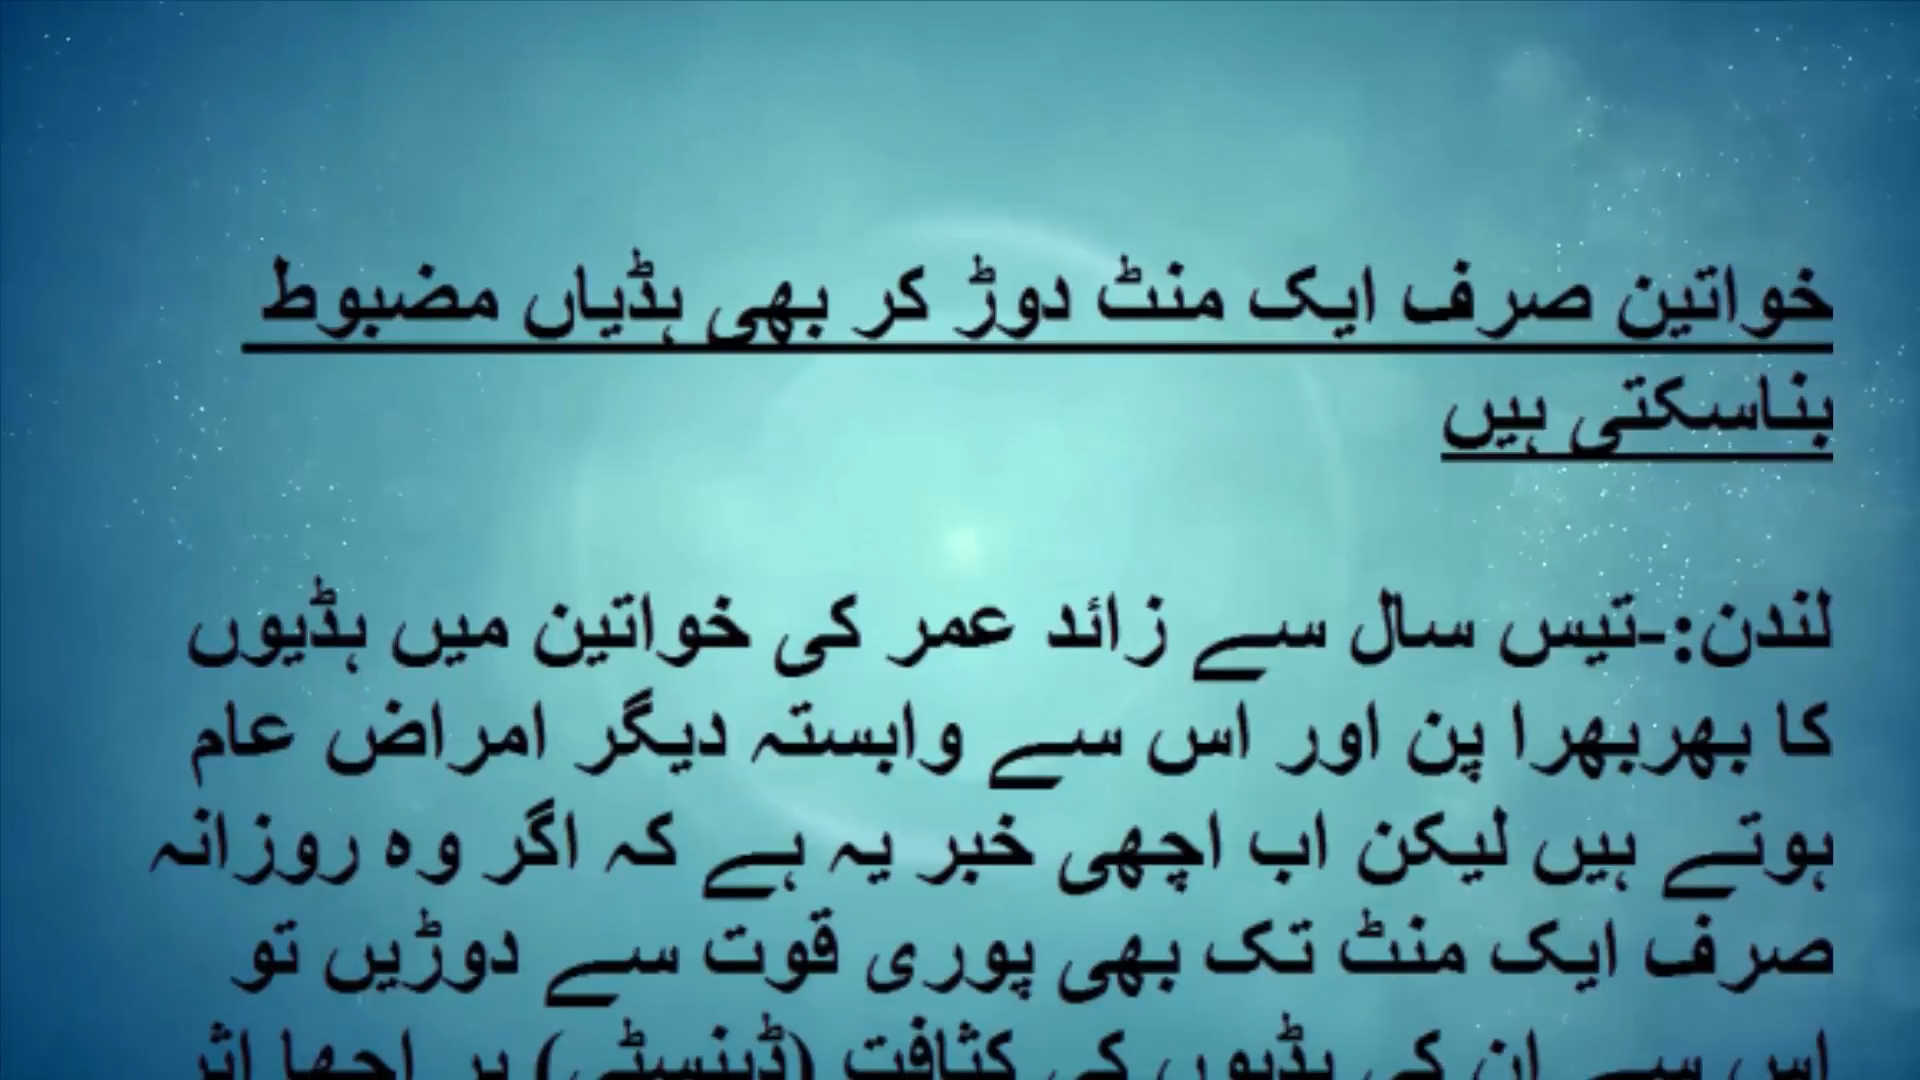 خواتین صرف ایک منٹ دوڑ کر بھی ہڈیاں مضبوط
بناسکتی ہیں
لندن:-تیس سال سے زائد عمر کی خواتین میں ہڈیوں
کا بھربھرا پن اور اس سے وابستہ دیگر امراض عام
ہوتے ہیں لیکن اب اچھی خبر یہ ہے کہ اگر وہ روزانہ
صرف ایک منٹ تک بھی پوری قوت سے دوڑیں تو
اس سے ان کی ہڈیوں کی کثافت (ڈینسٹی) پر اچھا اثر